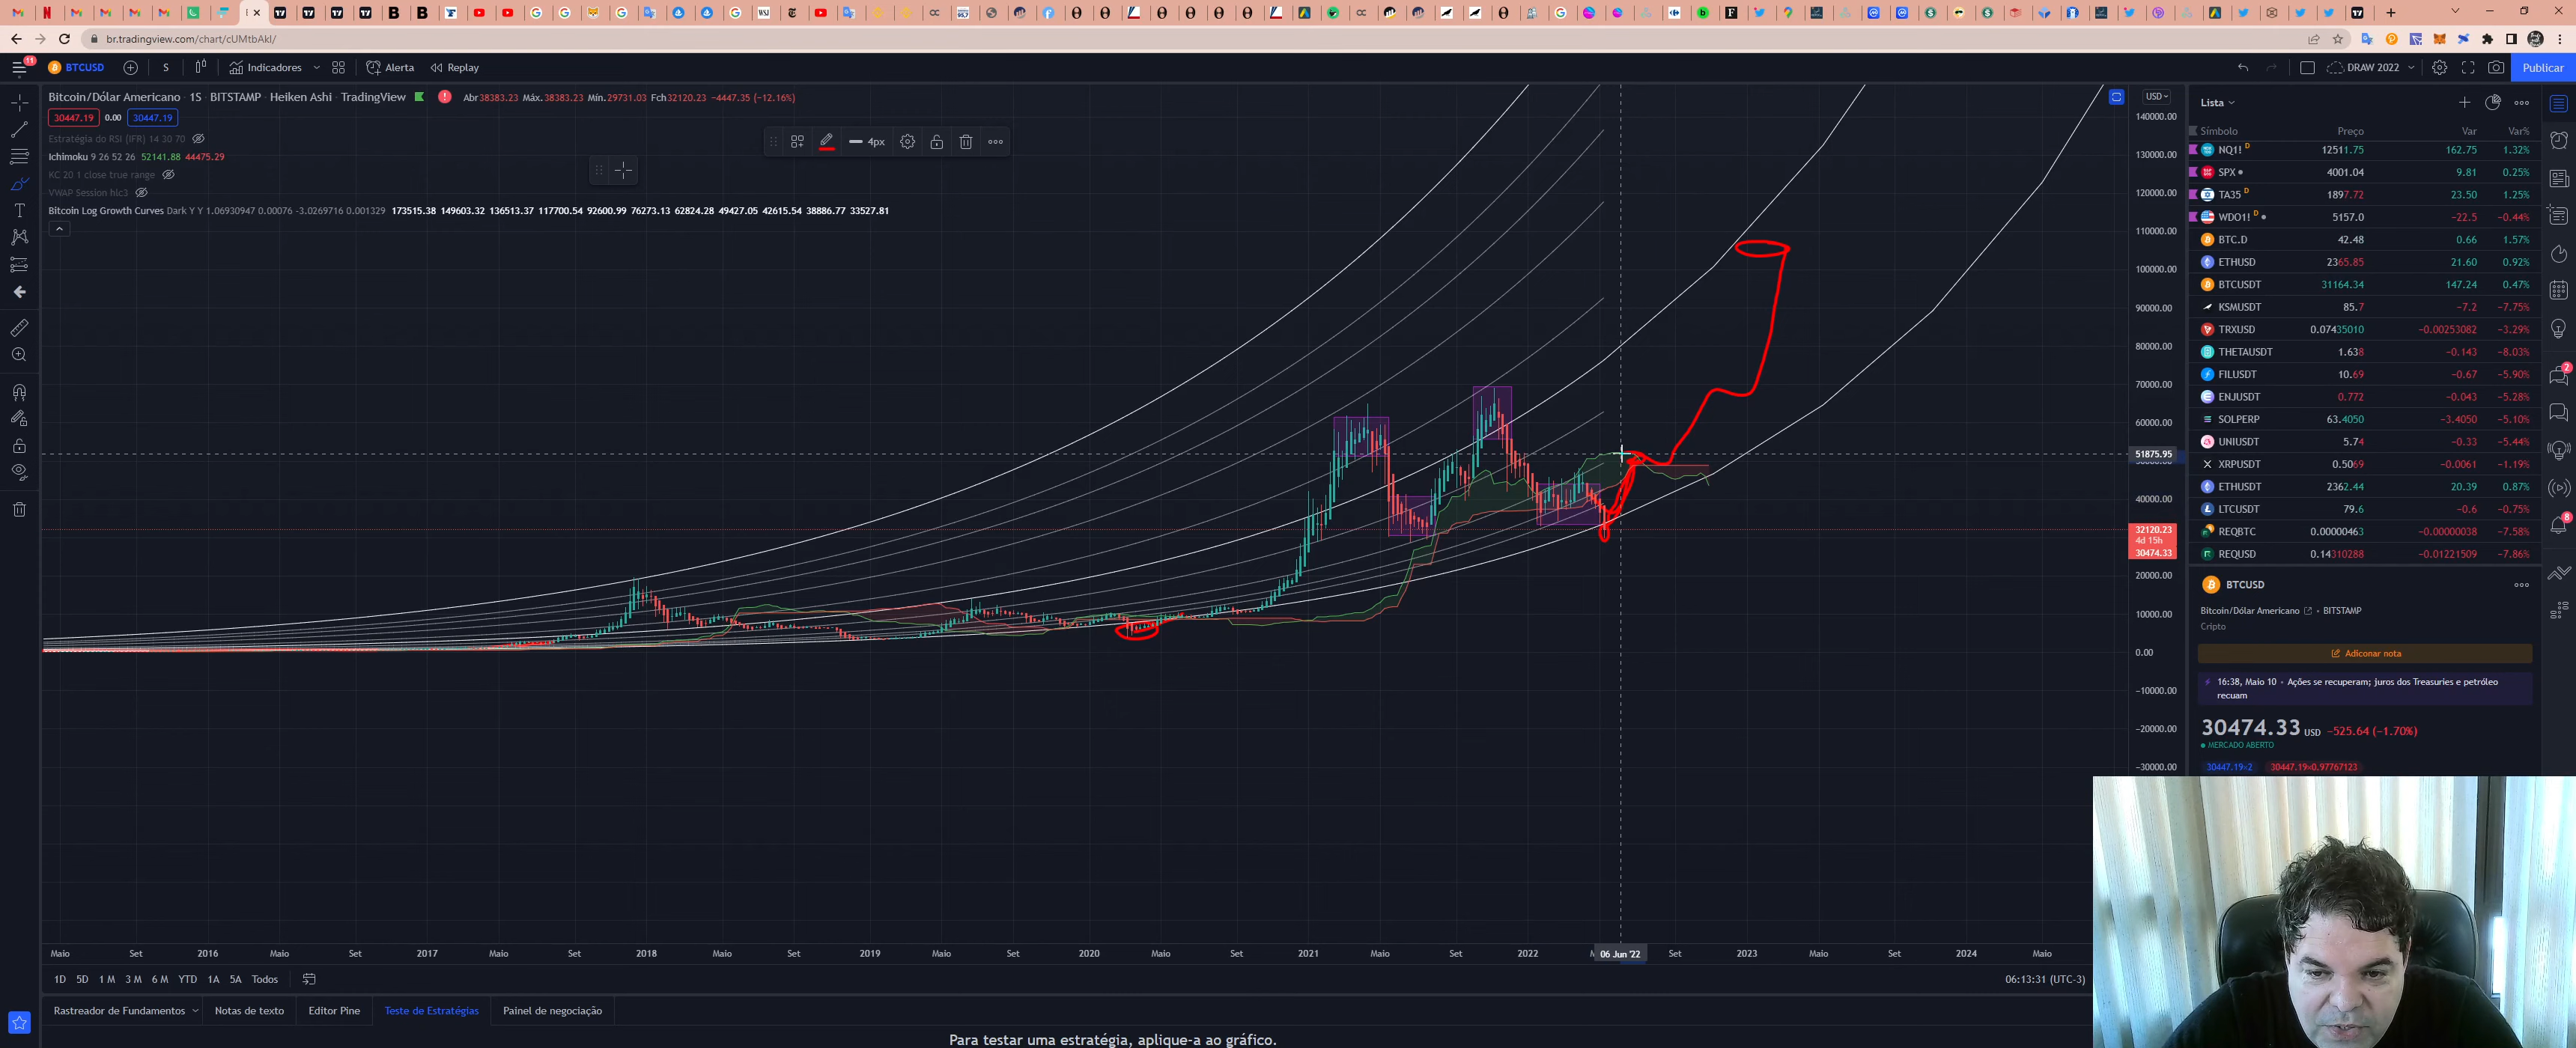 br.tradingview.com/chart/cUMtbAkI/
11
BTCUSD
S
Indicadores
Alerta
Replay
DRAW 2022
Publicar
Bitcoin/Dólar Americano · 1S · BITSTAMP · Heiken Ashi · TradingView
Abr38383.23 Máx.38383.23 Mín.29731.03 Fch32120.23 −4447.35 (−12.16%)
30447.19 0.00 30447.19
Estratégia do RSI (IFR) 14 30 70
Ichimoku 9 26 52 26 52141.88 44475.29
KC 20 1 close true range
VWAP Session hlc3
Bitcoin Log Growth Curves Dark Y Y 1.06930947 0.00076 -3.0269716 0.001329 173515.38 149603.32 136513.37 117700.54 92600.99 76273.13 62824.28 49427.05 42615.54 38886.77 33527.81
4px
USD
140000.00
130000.00
120000.00
110000.00
100000.00
90000.00
80000.00
70000.00
60000.00
51875.95
40000.00
32120.23
4d 15h
30474.33
20000.00
10000.00
0.00
−10000.00
−20000.00
−30000.00
Maio Set 2016 Maio Set 2017 Maio Set 2018 Maio Set 2019 Maio Set 2020 Maio Set 2021 Maio Set 2022 06 Jun '22 Set 2023 Maio Set 2024 Maio
1D 5D 1 M 3 M 6 M YTD 1A 5A Todos
06:13:31 (UTC-3)
Rastreador de Fundamentos
Notas de texto
Editor Pine
Teste de Estratégias
Painel de negociação
Para testar uma estratégia, aplique-a ao gráfico.
Lista
Símbolo Preço Var Var%
NQ1! D 12511.75 162.75 1.32%
SPX 4001.04 9.81 0.25%
TA35 D 1897.72 23.50 1.25%
WDO1! D 5157.0 −22.5 −0.44%
BTC.D 42.48 0.66 1.57%
ETHUSD 2365.85 21.60 0.92%
BTCUSDT 31164.34 147.24 0.47%
KSMUSDT 85.7 −7.2 −7.75%
TRXUSD 0.07435010 −0.00253082 −3.29%
THETAUSDT 1.638 −0.143 −8.03%
FILUSDT 10.69 −0.67 −5.90%
ENJUSDT 0.772 −0.043 −5.28%
SOLPERP 63.4050 −3.4050 −5.10%
UNIUSDT 5.74 −0.33 −5.44%
XRPUSDT 0.5069 −0.0061 −1.19%
ETHUSDT 2362.44 20.39 0.87%
LTCUSDT 79.6 −0.6 −0.75%
REQBTC 0.00000463 −0.00000038 −7.58%
REQUSD 0.14310288 −0.01221509 −7.86%
BTCUSD
Bitcoin/Dólar Americano • BITSTAMP
Cripto
Adiconar nota
16:38, Maio 10 • Ações se recuperam; juros dos Treasuries e petróleo
recuam
30474.33 USD −525.64 (−1.70%)
MERCADO ABERTO
30447.19×2 30447.19×0.97767123
2
8